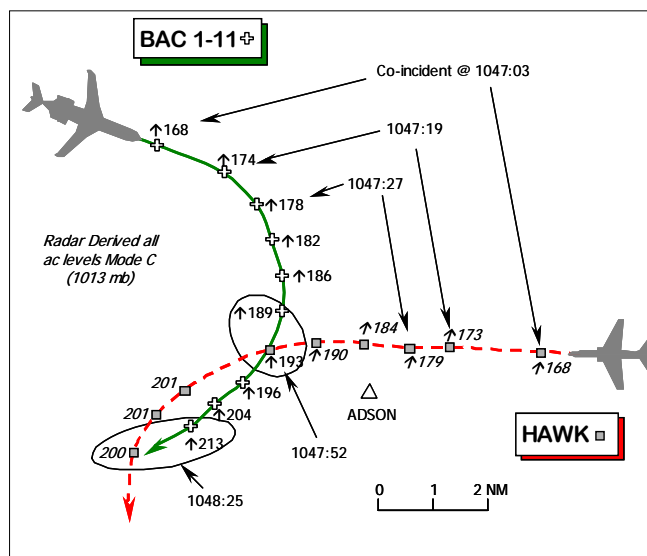 BAC 1-11
Co-incident @ 1047:03
↑168
1047:19
↑174
1047:27
↑178
↑182
Radar Derived all
ac levels Mode C
(1013 mb)
↑186
↑189
↑184
↑173
↑193
↑190
↑179
↑168
201
↑196
ADSON
201
↑204
HAWK
↑213
200
1047:52
1048:25
0 1 2 NM